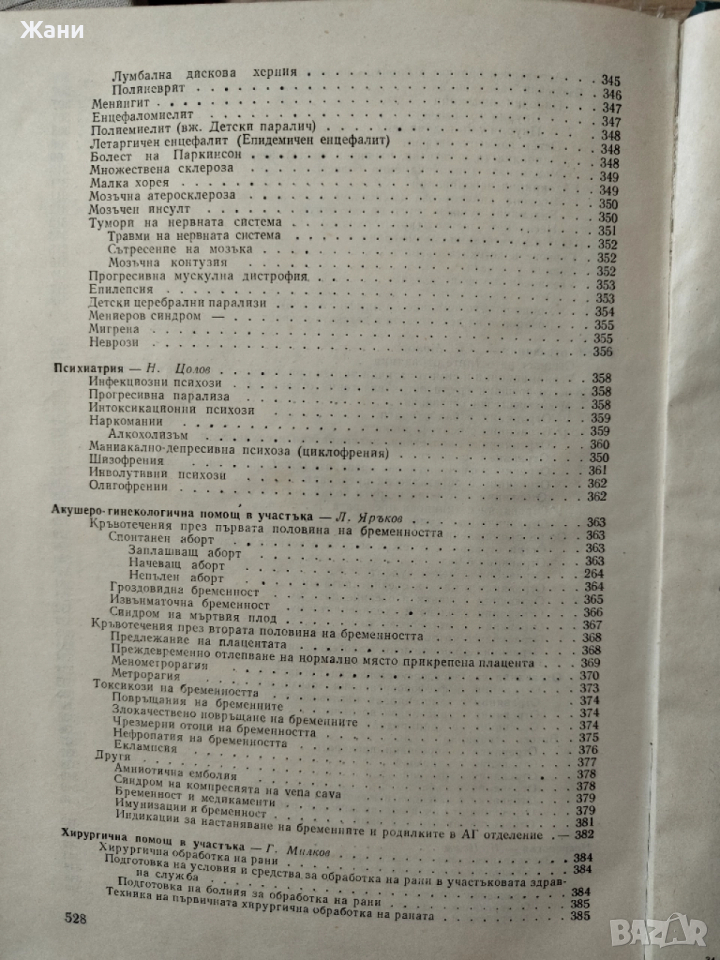 Жани
Лумбална дискова херния 345
Полиневрит 346
Менингит 347
Енцефаломиелит 347
Полиемиелит (вж. Детски паралич) 348
Летаргичен енцефалит (Епидемичен енцефалит) 348
Болест на Паркинсон 348
Множествена склероза 349
Малка хорея 349
Мозъчна атеросклероза 350
Мозъчен инсулт 350
Тумори на нервната система 351
Травми на нервната система 352
Сътресение на мозъка 352
Мозъчна контузия 352
Прогресивна мускулна дистрофия 353
Епилепсия 353
Детски церебрални парализи 354
Мениеров синдром — 355
Мигрена 355
Неврози 356
Психиатрия — Н. Цолов
Инфекциозни психози 358
Прогресивна парализа 358
Интоксикационни психози 358
Наркомании 359
Алкохолизъм 359
Маниакално-депресивна психоза (циклофрения) 360
Шизофрения 350
Инволутивни психози 361
Олигофрении 362
362
Акушеро-гинекологична помощ в участъка — Л. Яръков 363
Кръвотечения през първата половина на бременността 363
Спонтанен аборт 363
Заплашващ аборт 363
Начеващ аборт 363
Непълен аборт 264
Гроздовидна бременност 364
Извънматочна бременност 365
Синдром на мъртвия плод 366
Кръвотечения през втората половина на бременността 367
Предлежание на плацентата 368
Преждевременно отлепване на нормално място прикрепена плацента 368
Менометрорагия 369
Метрорагия 370
Токсикози на бременността 373
Повръщания на бременните 374
Злокачествено повръщане на бременните 374
Чрезмерни отоци на бременността 374
Нефропатия на бременността 375
Еклампсия 376
Други 377
Амниотична емболия 378
Синдром на компресията на vena cava 378
Бременност и медикаменти 379
Имунизации и бременност 379
Индикации за настаняване на бременните и родилките в АГ отделение 381
— 382
Хирургична помощ в участъка — Г. Милков
Хирургична обработка на рани 384
Подготовка на условия и средства за обработка на рани в участъковата здрав- 384
на служба
Подготовка на болния за обработка на рани 384
Техника на първичната хирургична обработка на раната 385
385
528
BAZAR